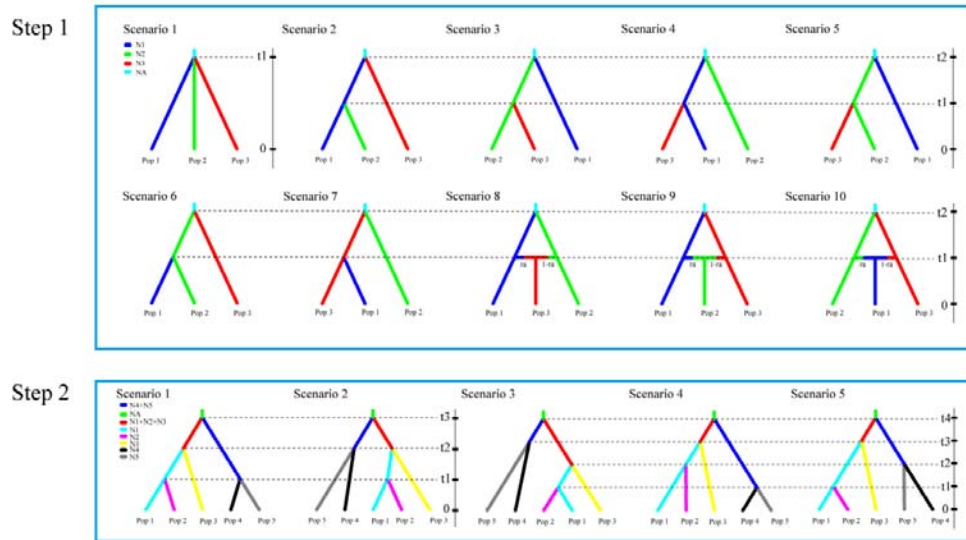 Step 1
Scenario 1 Scenario 2 Scenario 3 Scenario 4 Scenario 5
N1
N2
N3
NA
t1 t2
t1
0 0
Pop 1 Pop 2 Pop 3 Pop 1 Pop 2 Pop 3 Pop 2 Pop 3 Pop 1 Pop 3 Pop 1 Pop 2 Pop 3 Pop 2 Pop 1
Scenario 6 Scenario 7 Scenario 8 Scenario 9 Scenario 10
t2
t1
ra 1-ra ra 1-ra ra 1-ra
0
Pop 1 Pop 2 Pop 3 Pop 3 Pop 1 Pop 2 Pop 1 Pop 3 Pop 2 Pop 1 Pop 2 Pop 3 Pop 2 Pop 1 Pop 3
Step 2
Scenario 1 Scenario 2 Scenario 3 Scenario 4 Scenario 5
N4+N5
NA
N1+N2+N3
N1
N2
N3
N4
N5
t3 t4
t3
t2 t2
t1 t1
0 0
Pop 1 Pop 2 Pop 3 Pop 4 Pop 5 Pop 5 Pop 4 Pop 1 Pop 2 Pop 3 Pop 5 Pop 4 Pop 2 Pop 1 Pop 3 Pop 1 Pop 2 Pop 3 Pop 4 Pop 5 Pop 1 Pop 2 Pop 3 Pop 5 Pop 4